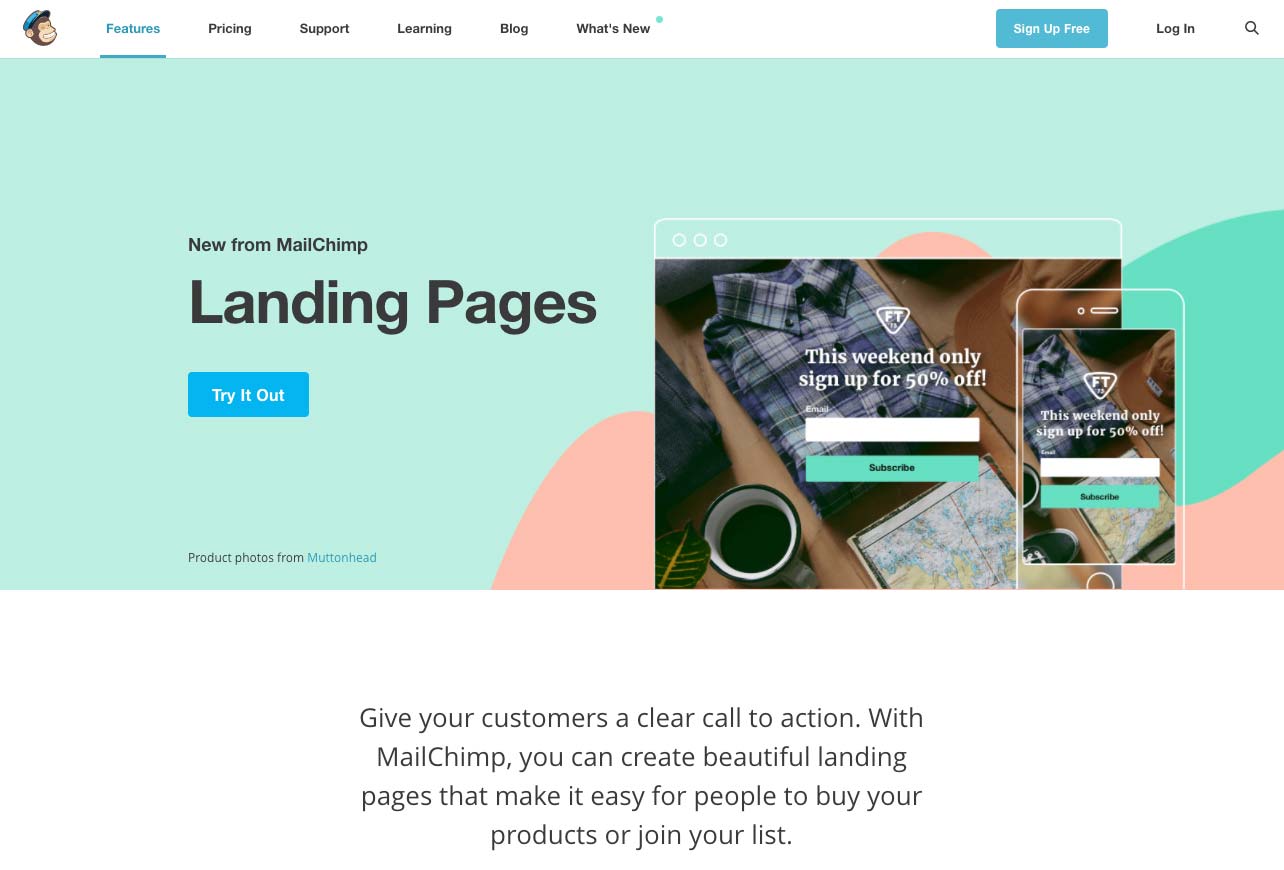 Features
Pricing
Support
Learning
Blog
What's New
Sign Up Free
Log In
New from MailChimp
Landing Pages
Try It Out
Product photos from Muttonhead
FT
73
This weekend only
sign up for 50% off!
Email
Subscribe
FT
73
This weekend only
sign up for 50% off!
Email
Subscribe
Give your customers a clear call to action. With
MailChimp, you can create beautiful landing
pages that make it easy for people to buy your
products or join your list.